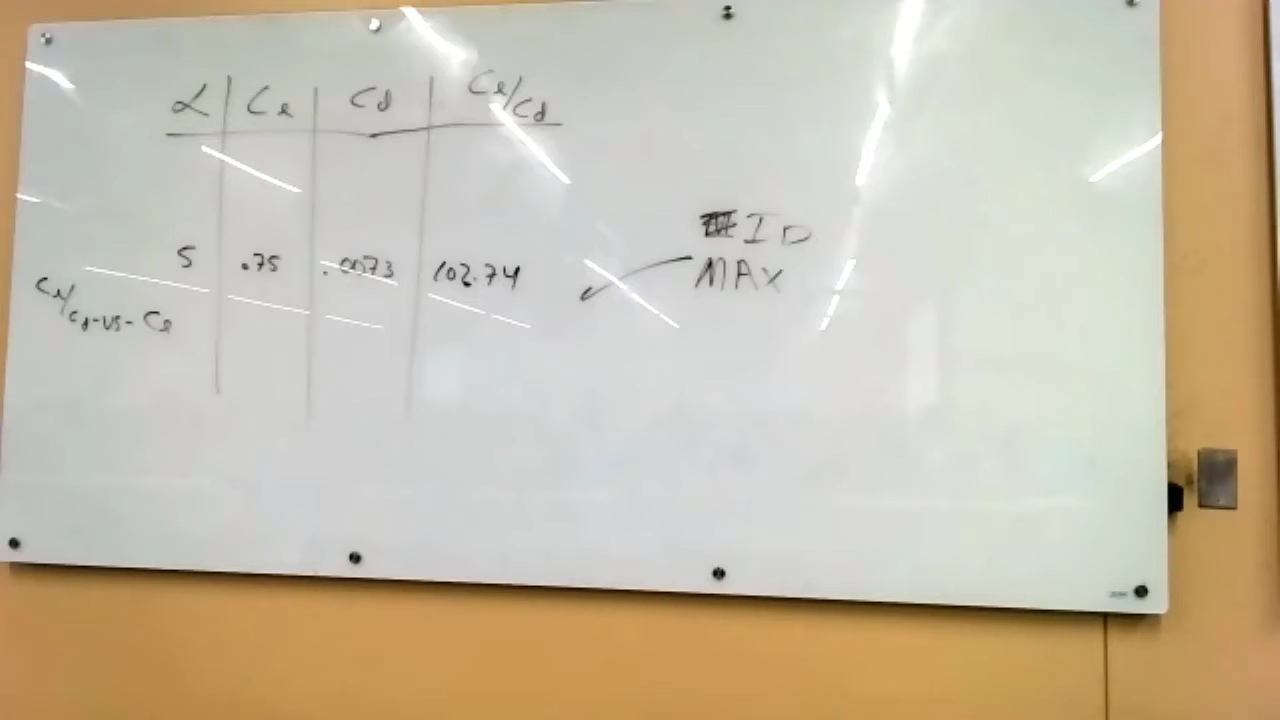 α Cℓ Cd Cℓ/Cd
5 .75 .0073 102.74
Cℓ/Cd-vs-Cℓ
ID
MAX